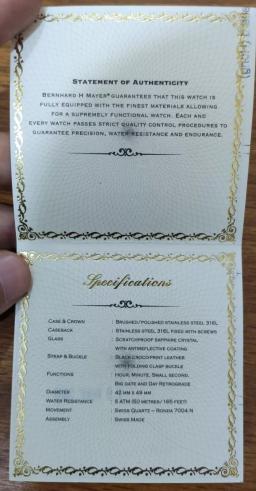 STATEMENT OF AUTHENTICITY
BERNHARD H MAYER® GUARANTEES THAT THIS WATCH IS
FULLY EQUIPPED WITH THE FINEST MATERIALS ALLOWING
FOR A SUPREMELY FUNCTIONAL WATCH. EACH AND
EVERY WATCH PASSES STRICT QUALITY CONTROL PROCEDURES TO
GUARANTEE PRECISION, WATER RESISTANCE AND ENDURANCE.
Specifications
CASE & CROWN : BRUSHED/POLISHED STAINLESS STEEL 316L
CASEBACK : STAINLESS STEEL 316L FIXED WITH SCREWS
GLASS : SCRATCHPROOF SAPPHIRE CRYSTAL
WITH ANTIREFLECTIVE COATING
STRAP & BUCKLE : BLACK CROCOPRINT LEATHER
WITH FOLDING CLASP BUCKLE
FUNCTIONS : HOUR, MINUTE, SMALL SECOND,
BIG DATE AND DAY RETROGRADE
DIAMETER : 42 MM X 49 MM
WATER RESISTANCE : 5 ATM (50 METRES/165 FEET)
MOVEMENT : SWISS QUARTZ – RONDA 7004.N
ASSEMBLY : SWISS MADE